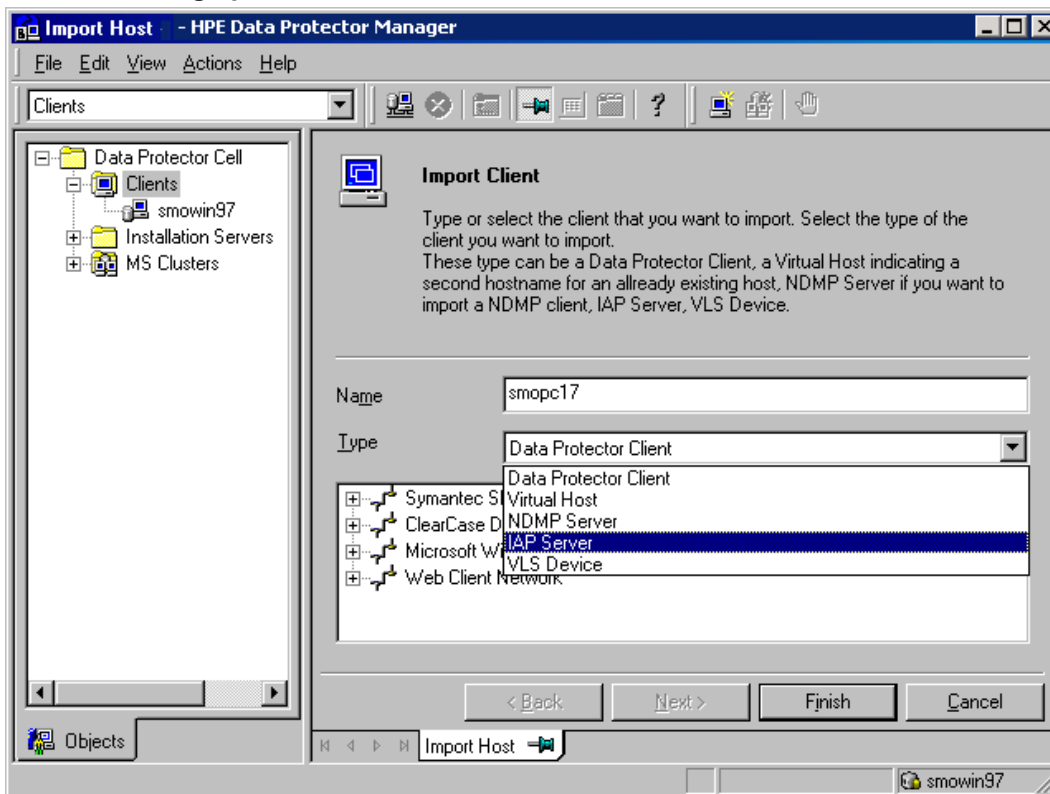 Import Host - HPE Data Protector Manager
File Edit View Actions Help
Clients
Data Protector Cell
Clients
smowin97
Installation Servers
MS Clusters
Objects
Import Client
Type or select the client that you want to import. Select the type of the
client you want to import.
These type can be a Data Protector Client, a Virtual Host indicating a
second hostname for an allready existing host, NDMP Server if you want to
import a NDMP client, IAP Server, VLS Device.
Name smopc17
Type Data Protector Client
Data Protector Client
Virtual Host
NDMP Server
IAP Server
VLS Device
Symantec S
ClearCase D
Microsoft Wi
Web Client Network
< Back Next > Finish Cancel
Import Host
smowin97